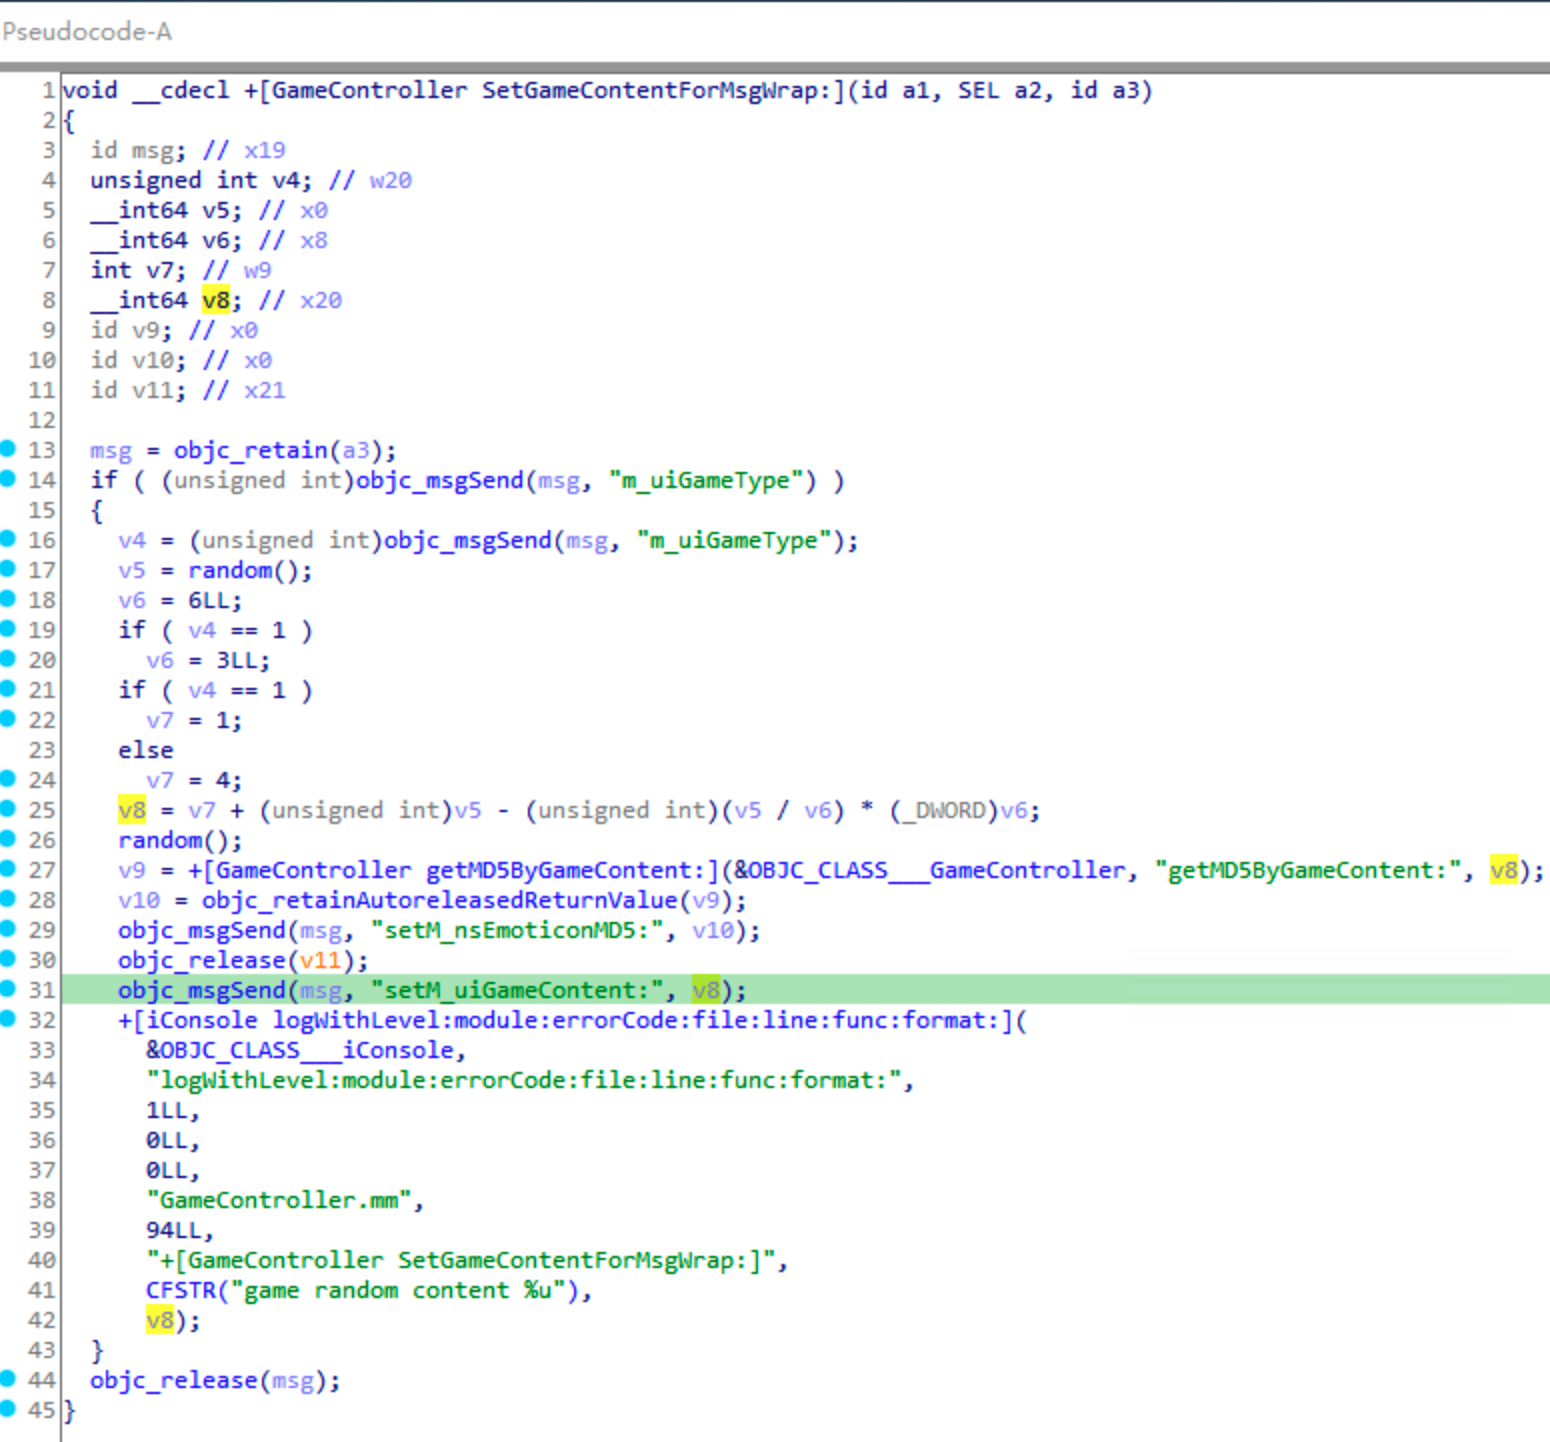 Pseudocode-A
1 void __cdecl +[GameController SetGameContentForMsgWrap:](id a1, SEL a2, id a3)
2 {
3   id msg; // x19
4   unsigned int v4; // w20
5   __int64 v5; // x0
6   __int64 v6; // x8
7   int v7; // w9
8   __int64 v8; // x20
9   id v9; // x0
10   id v10; // x0
11   id v11; // x21
12
13   msg = objc_retain(a3);
14   if ( (unsigned int)objc_msgSend(msg, "m_uiGameType") )
15   {
16     v4 = (unsigned int)objc_msgSend(msg, "m_uiGameType");
17     v5 = random();
18     v6 = 6LL;
19     if ( v4 == 1 )
20       v6 = 3LL;
21     if ( v4 == 1 )
22       v7 = 1;
23     else
24       v7 = 4;
25     v8 = v7 + (unsigned int)v5 - (unsigned int)(v5 / v6) * (_DWORD)v6;
26     random();
27     v9 = +[GameController getMD5ByGameContent:](&OBJC_CLASS___GameController, "getMD5ByGameContent:", v8);
28     v10 = objc_retainAutoreleasedReturnValue(v9);
29     objc_msgSend(msg, "setM_nsEmoticonMD5:", v10);
30     objc_release(v11);
31     objc_msgSend(msg, "setM_uiGameContent:", v8);
32     +[iConsole logWithLevel:module:errorCode:file:line:func:format:](
33       &OBJC_CLASS___iConsole,
34       "logWithLevel:module:errorCode:file:line:func:format:",
35       1LL,
36       0LL,
37       0LL,
38       "GameController.mm",
39       94LL,
40       "+[GameController SetGameContentForMsgWrap:]",
41       CFSTR("game random content %u"),
42       v8);
43   }
44   objc_release(msg);
45 }